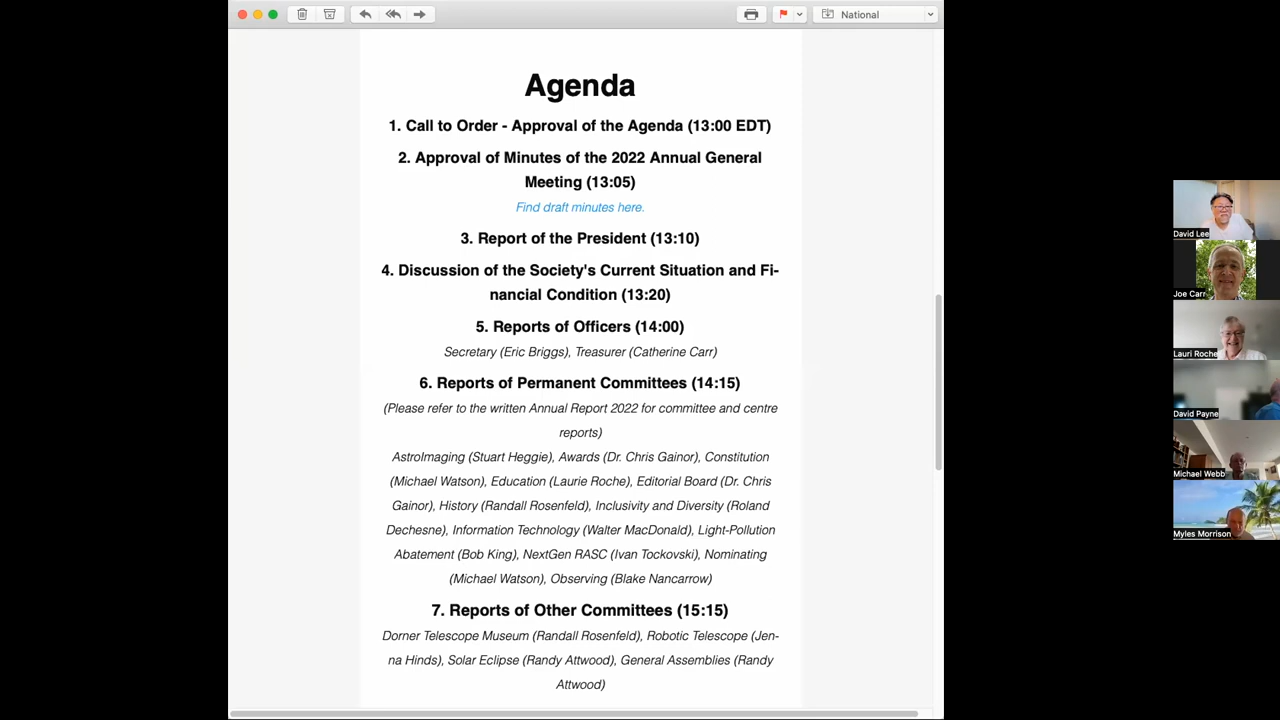 National
Agenda
1. Call to Order - Approval of the Agenda (13:00 EDT)
2. Approval of Minutes of the 2022 Annual General
Meeting (13:05)
Find draft minutes here.
3. Report of the President (13:10)
4. Discussion of the Society's Current Situation and Fi-
nancial Condition (13:20)
5. Reports of Officers (14:00)
Secretary (Eric Briggs), Treasurer (Catherine Carr)
6. Reports of Permanent Committees (14:15)
(Please refer to the written Annual Report 2022 for committee and centre
reports)
AstroImaging (Stuart Heggie), Awards (Dr. Chris Gainor), Constitution
(Michael Watson), Education (Laurie Roche), Editorial Board (Dr. Chris
Gainor), History (Randall Rosenfeld), Inclusivity and Diversity (Roland
Dechesne), Information Technology (Walter MacDonald), Light-Pollution
Abatement (Bob King), NextGen RASC (Ivan Tockovski), Nominating
(Michael Watson), Observing (Blake Nancarrow)
7. Reports of Other Committees (15:15)
Dorner Telescope Museum (Randall Rosenfeld), Robotic Telescope (Jen-
na Hinds), Solar Eclipse (Randy Attwood), General Assemblies (Randy
Attwood)
David Lee
Joe Carr
Lauri Roche
David Payne
Michael Webb
Myles Morrison